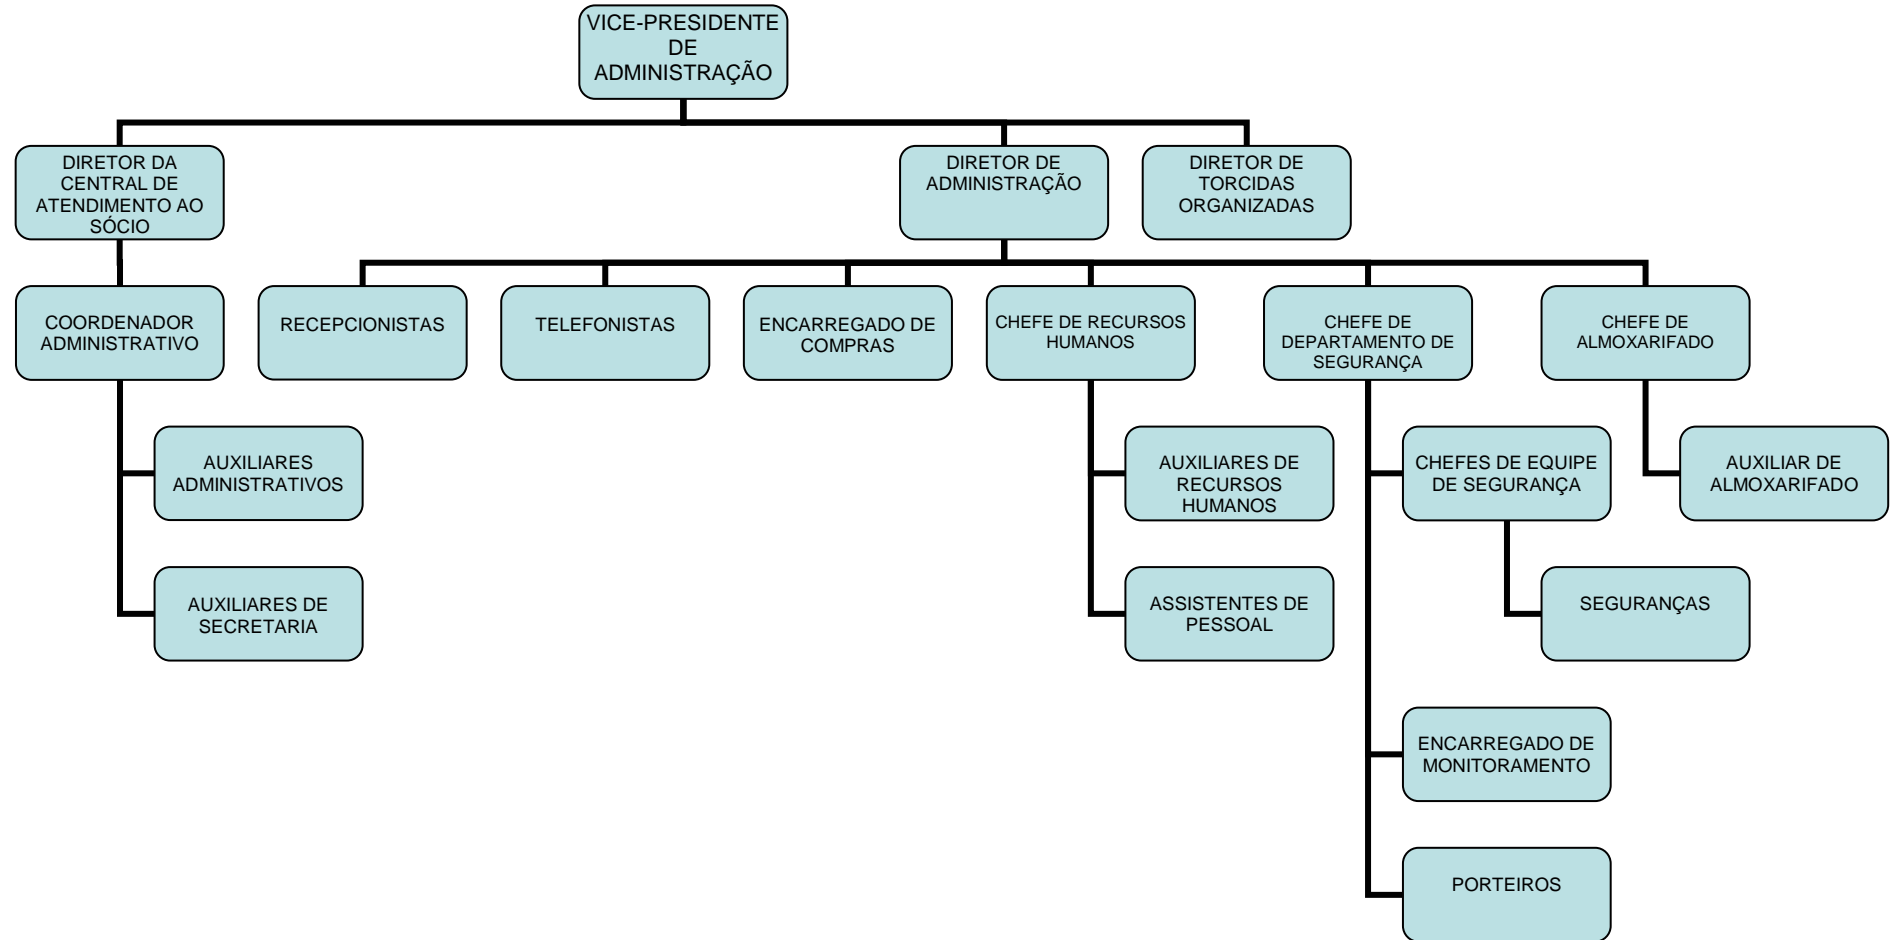 VICE-PRESIDENTE
DE
ADMINISTRAÇÃO
DIRETOR DA
CENTRAL DE
ATENDIMENTO AO
SÓCIO
DIRETOR DE
ADMINISTRAÇÃO
DIRETOR DE
TORCIDAS
ORGANIZADAS
COORDENADOR
ADMINISTRATIVO
RECEPCIONISTAS
TELEFONISTAS
ENCARREGADO DE
COMPRAS
CHEFE DE RECURSOS
HUMANOS
CHEFE DE
DEPARTAMENTO DE
SEGURANÇA
CHEFE DE
ALMOXARIFADO
AUXILIARES
ADMINISTRATIVOS
AUXILIARES DE
RECURSOS
HUMANOS
CHEFES DE EQUIPE
DE SEGURANÇA
AUXILIAR DE
ALMOXARIFADO
AUXILIARES DE
SECRETARIA
ASSISTENTES DE
PESSOAL
SEGURANÇAS
ENCARREGADO DE
MONITORAMENTO
PORTEIROS